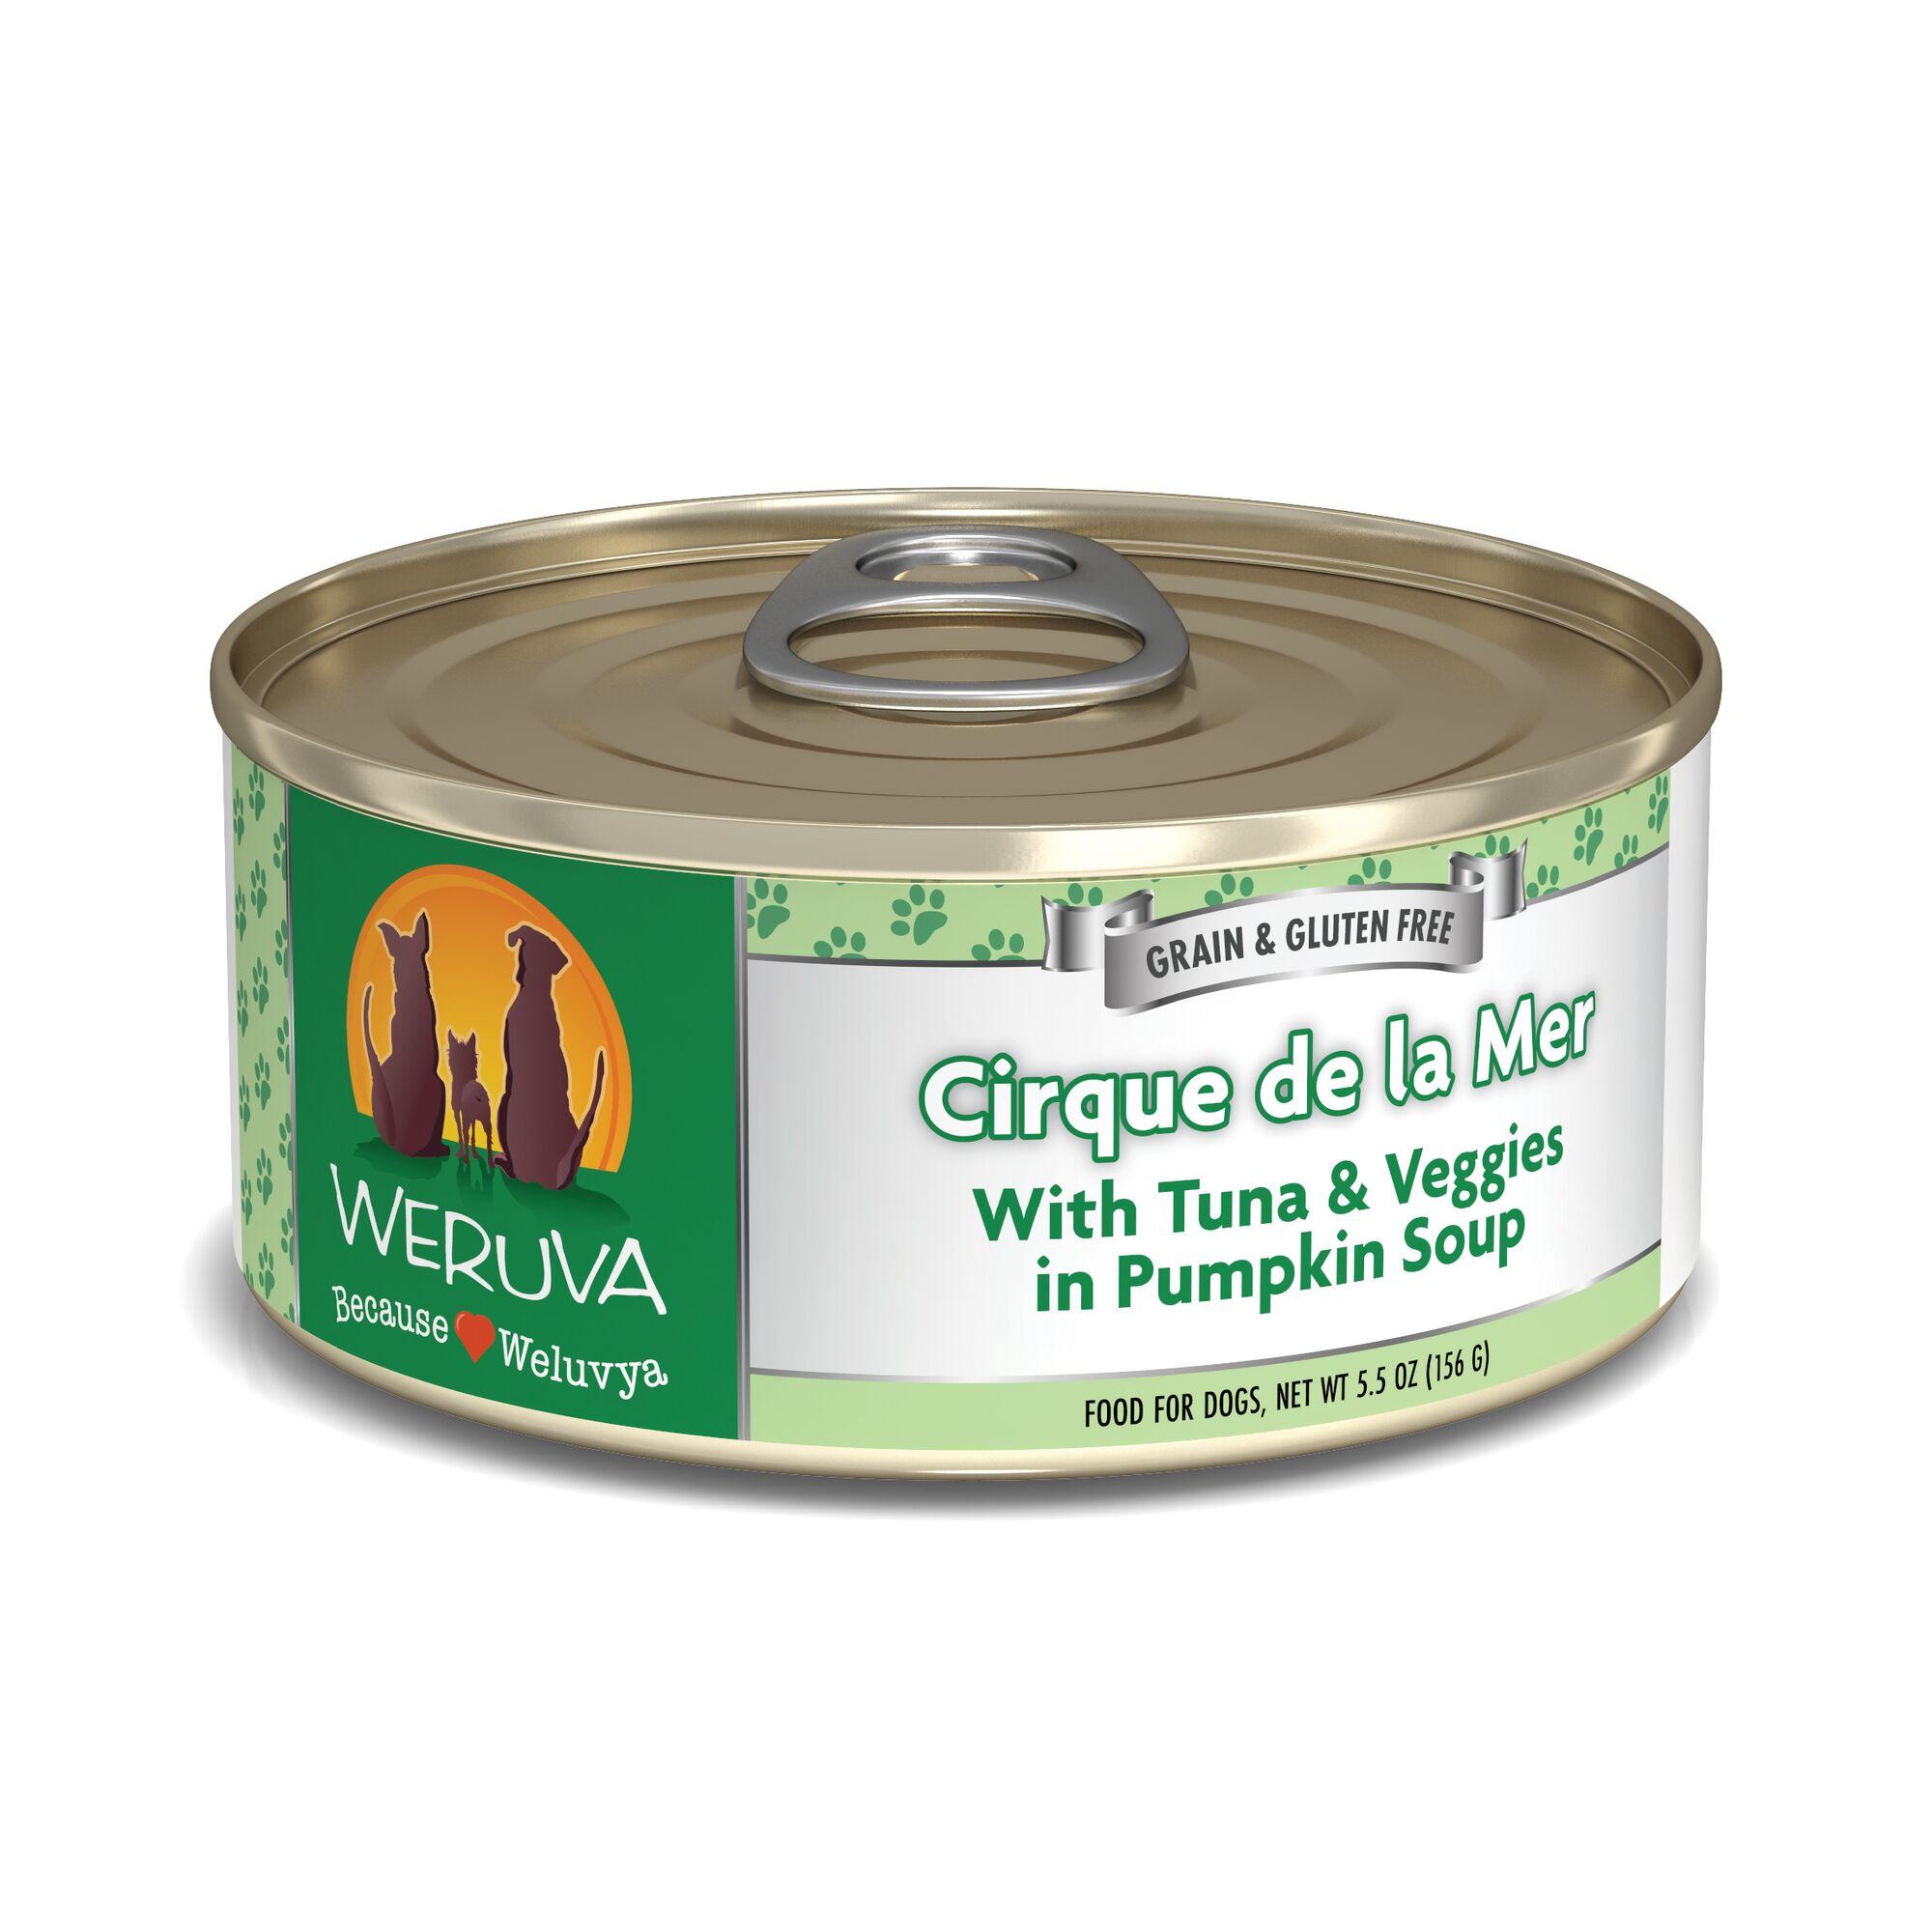 WERUVA
Because Weluvya
GRAIN & GLUTEN FREE
Cirque de la Mer
With Tuna & Veggies
in Pumpkin Soup
FOOD FOR DOGS, NET WT 5.5 OZ (156 G)